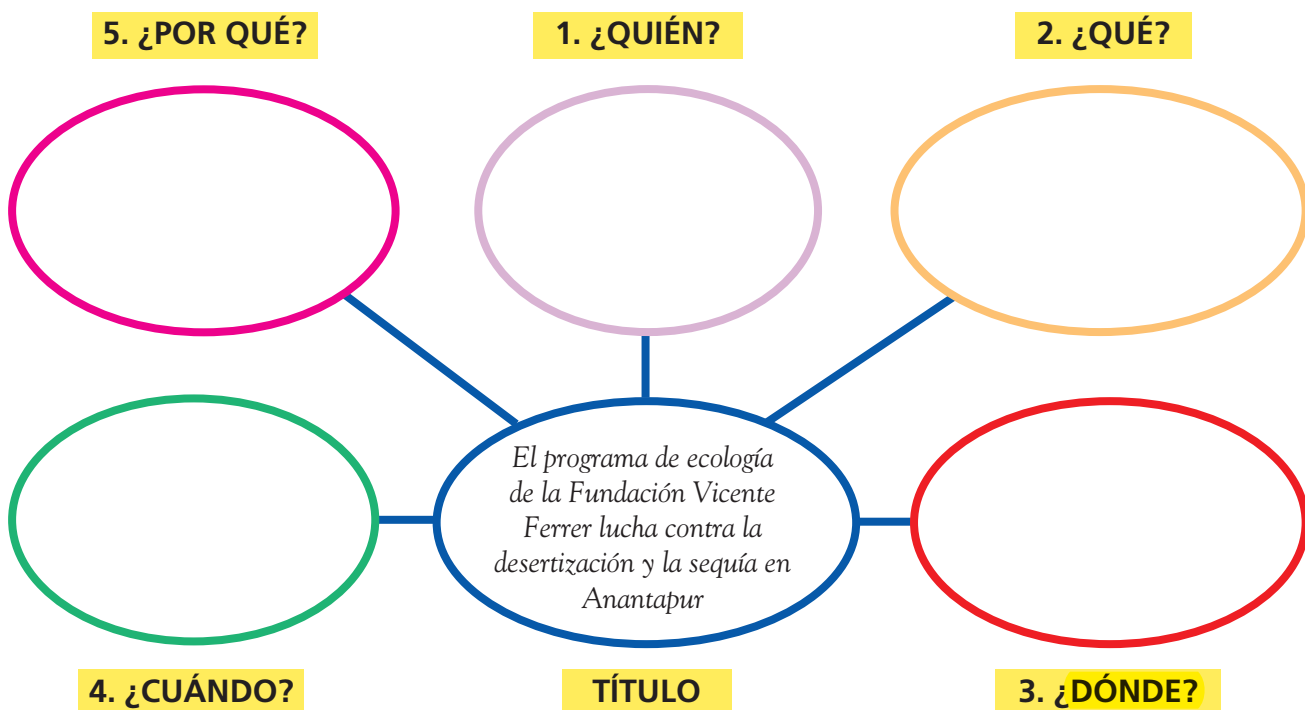 5. ¿POR QUÉ?
1. ¿QUIÉN?
2. ¿QUÉ?
El programa de ecología
de la Fundación Vicente
Ferrer lucha contra la
desertización y la sequía en
Anantapur
4. ¿CUÁNDO?
TÍTULO
3. ¿DÓNDE?